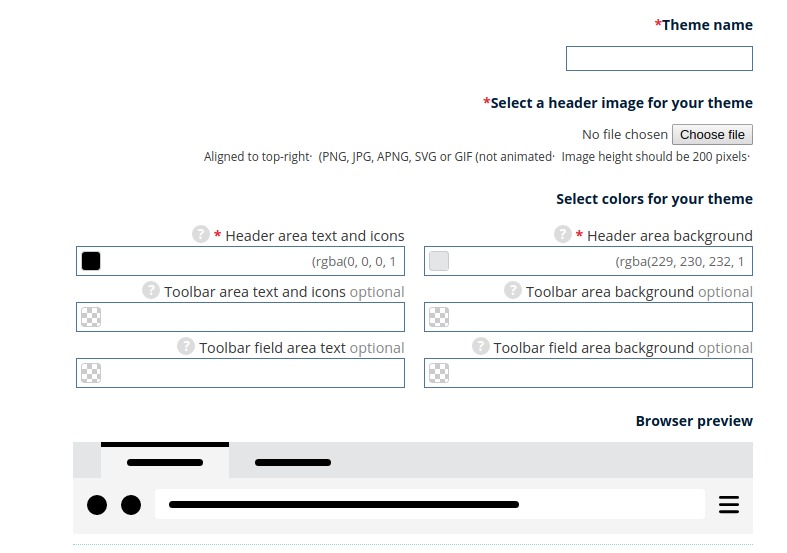 *Theme name
*Select a header image for your theme
No file chosen Choose file
Aligned to top-right· (PNG, JPG, APNG, SVG or GIF (not animated· Image height should be 200 pixels·
Select colors for your theme
? * Header area background
(rgba(229, 230, 232, 1
? * Header area text and icons
(rgba(0, 0, 0, 1
? Toolbar area background optional
? Toolbar area text and icons optional
? Toolbar field area background optional
? Toolbar field area text optional
Browser preview